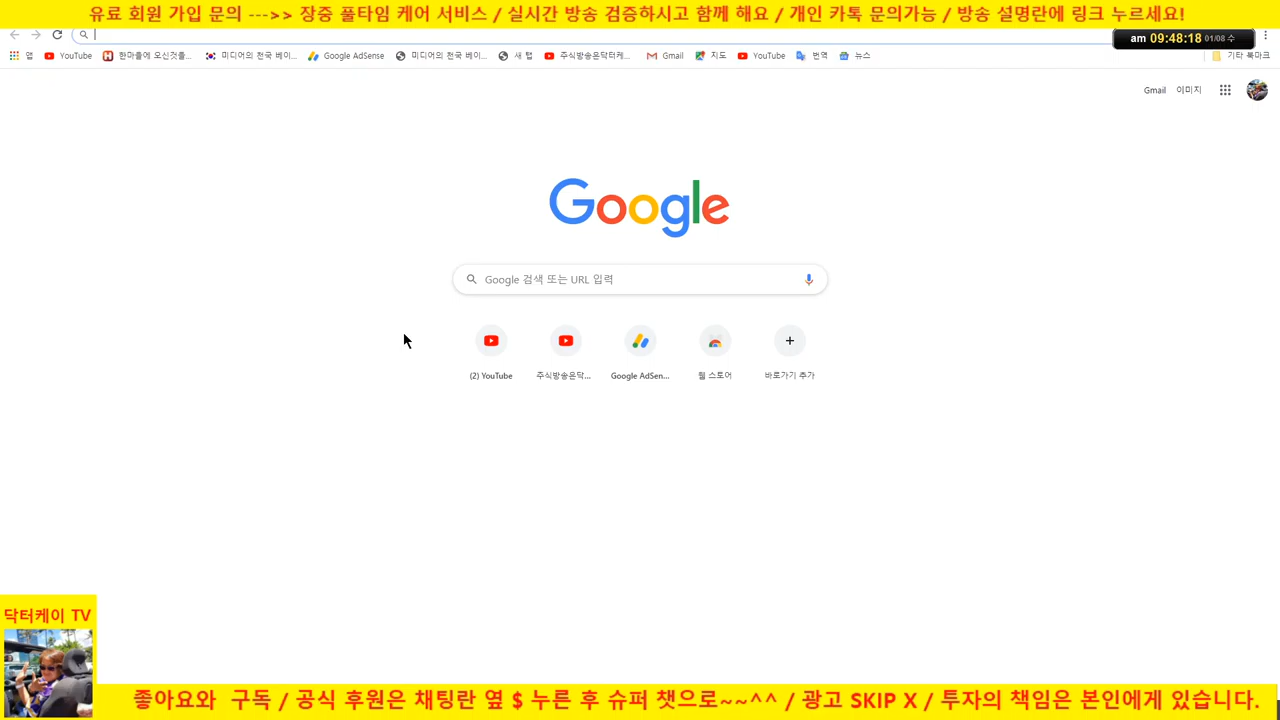 유료 회원 가입 문의 --->> 장중 풀타임 케어 서비스 / 실시간 방송 검증하시고 함께 해요 / 개인 카톡 문의가능 / 방송 설명란에 링크 누르세요!
am 09:48:18 01/08 수
앱 YouTube 한마을에 오신것을... 미디어의 전국 베이... Google AdSense 미디어의 전국 베이... 새 탭 주식방송은닥터케... Gmail 지도 YouTube 번역 뉴스 기타 북마크
Gmail 이미지
Google
Google 검색 또는 URL 입력
(2) YouTube 주식방송은닥... Google AdSen... 웹 스토어 바로가기 추가
닥터케이 TV
좋아요와 구독 / 공식 후원은 채팅란 옆 $ 누른 후 슈퍼 챗으로~~^^ / 광고 SKIP X / 투자의 책임은 본인에게 있습니다.